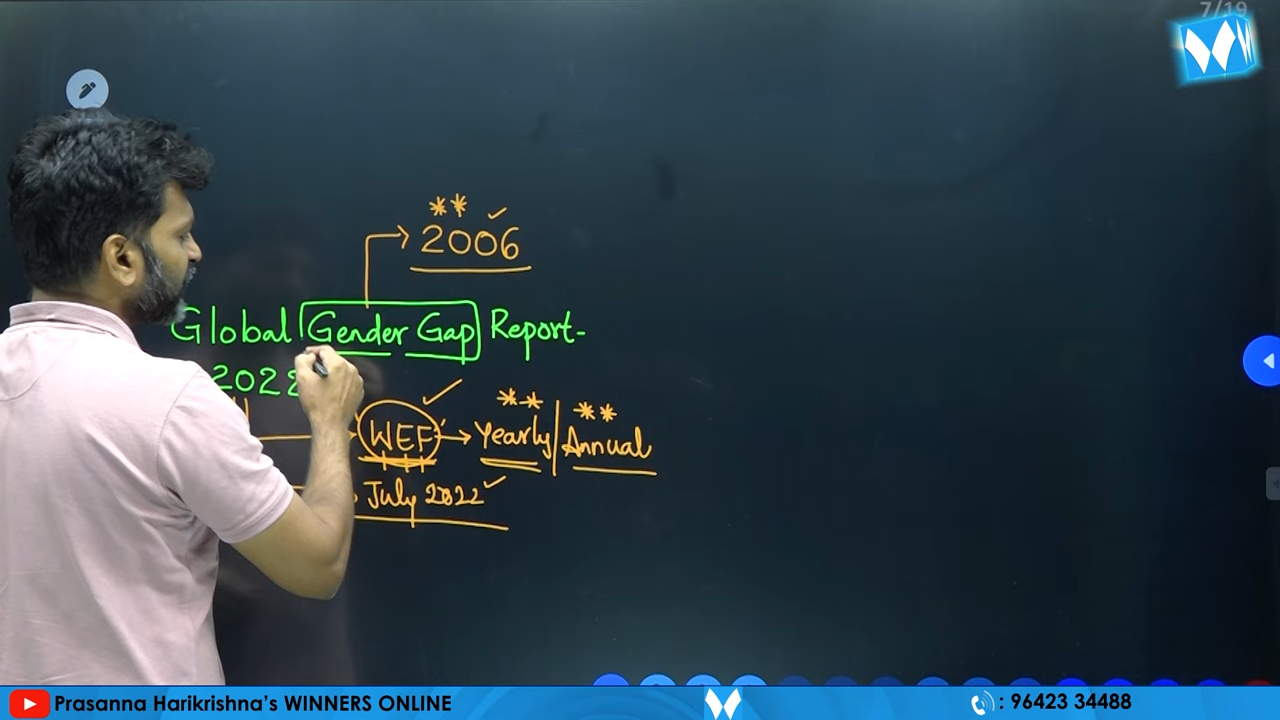 7/19
W
** ✓
2006
Global Gender Gap Report-
2022
WEF → Yearly | Annual
July 2022 ✓
Prasanna Harikrishna's WINNERS ONLINE
: 96423 34488